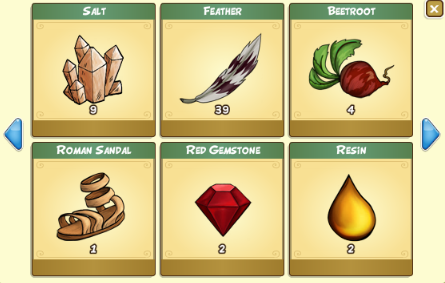 Salt
Feather
Beetroot
9
39
4
Roman Sandal
Red Gemstone
Resin
1
2
2